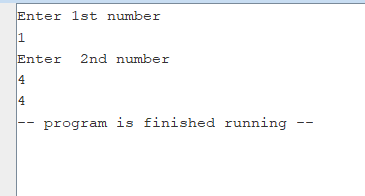 Enter 1st number
1
Enter  2nd number
4
4
-- program is finished running --